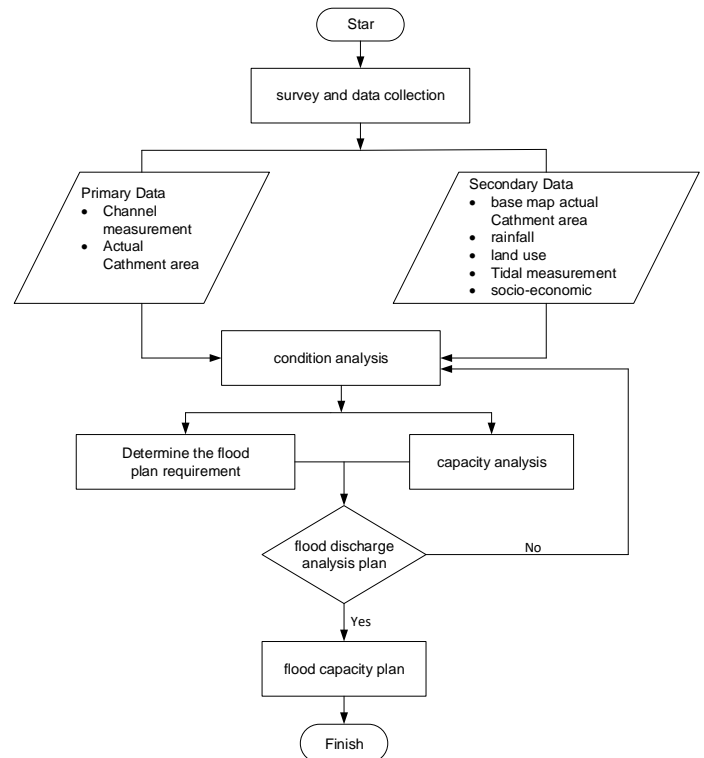 Star
survey and data collection
Primary Data
• Channel
measurement
• Actual
Cathment area
Secondary Data
• base map actual
Cathment area
• rainfall
• land use
• Tidal measurement
• socio-economic
condition analysis
Determine the flood
plan requirement
capacity analysis
flood discharge
analysis plan
No
Yes
flood capacity plan
Finish